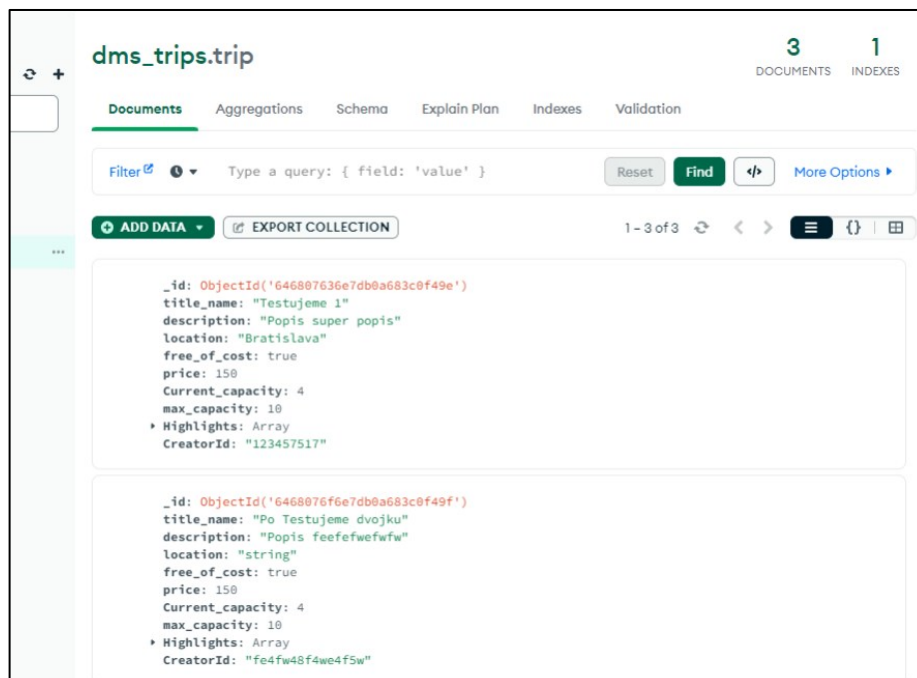 dms_trips.trip
3
DOCUMENTS
1
INDEXES
Documents Aggregations Schema Explain Plan Indexes Validation
Filter Type a query: { field: 'value' } Reset Find </> More Options
ADD DATA EXPORT COLLECTION 1 – 3 of 3 {}
_id: ObjectId('646807636e7db0a683c0f49e')
title_name: "Testujeme 1"
description: "Popis super popis"
location: "Bratislava"
free_of_cost: true
price: 150
Current_capacity: 4
max_capacity: 10
Highlights: Array
CreatorId: "123457517"
_id: ObjectId('6468076f6e7db0a683c0f49f')
title_name: "Po Testujeme dvojku"
description: "Popis feefefwefwfw"
location: "string"
free_of_cost: true
price: 150
Current_capacity: 4
max_capacity: 10
Highlights: Array
CreatorId: "fe4fw48f4we4f5w"